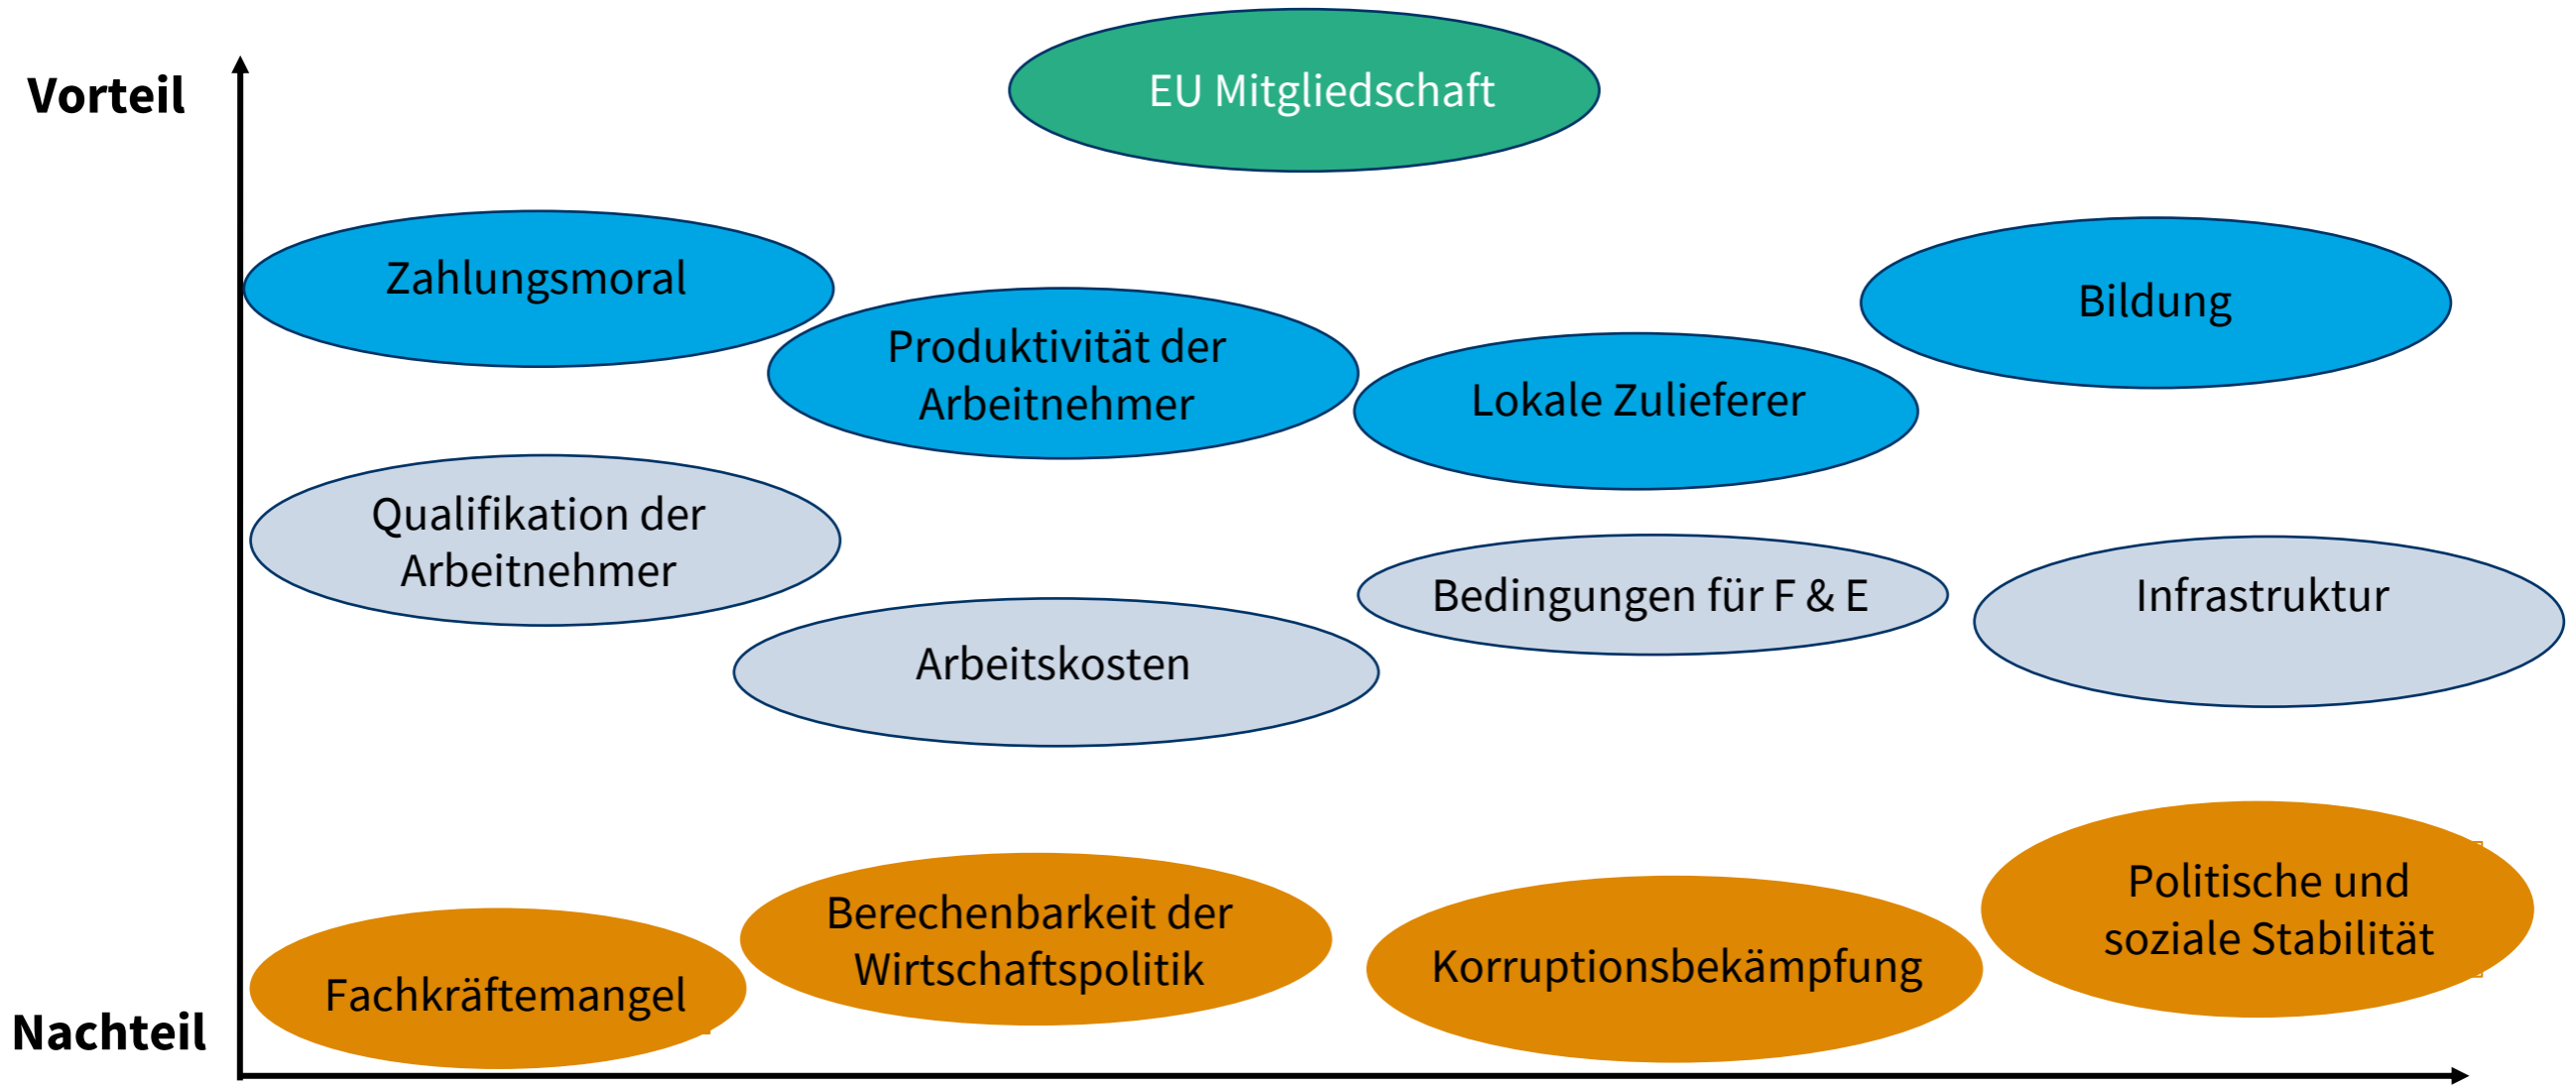 Vorteil
EU Mitgliedschaft
Zahlungsmoral
Produktivität der
Arbeitnehmer
Lokale Zulieferer
Bildung
Qualifikation der
Arbeitnehmer
Arbeitskosten
Bedingungen für F & E
Infrastruktur
Fachkräftemangel
Berechenbarkeit der
Wirtschaftspolitik
Korruptionsbekämpfung
Politische und
soziale Stabilität
Nachteil